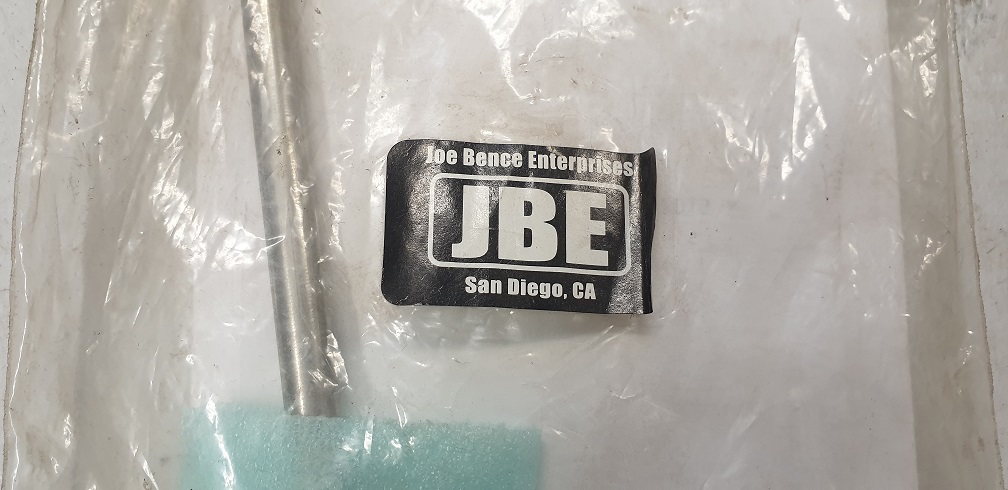 Joe Bence Enterprises
JBE
San Diego, CA